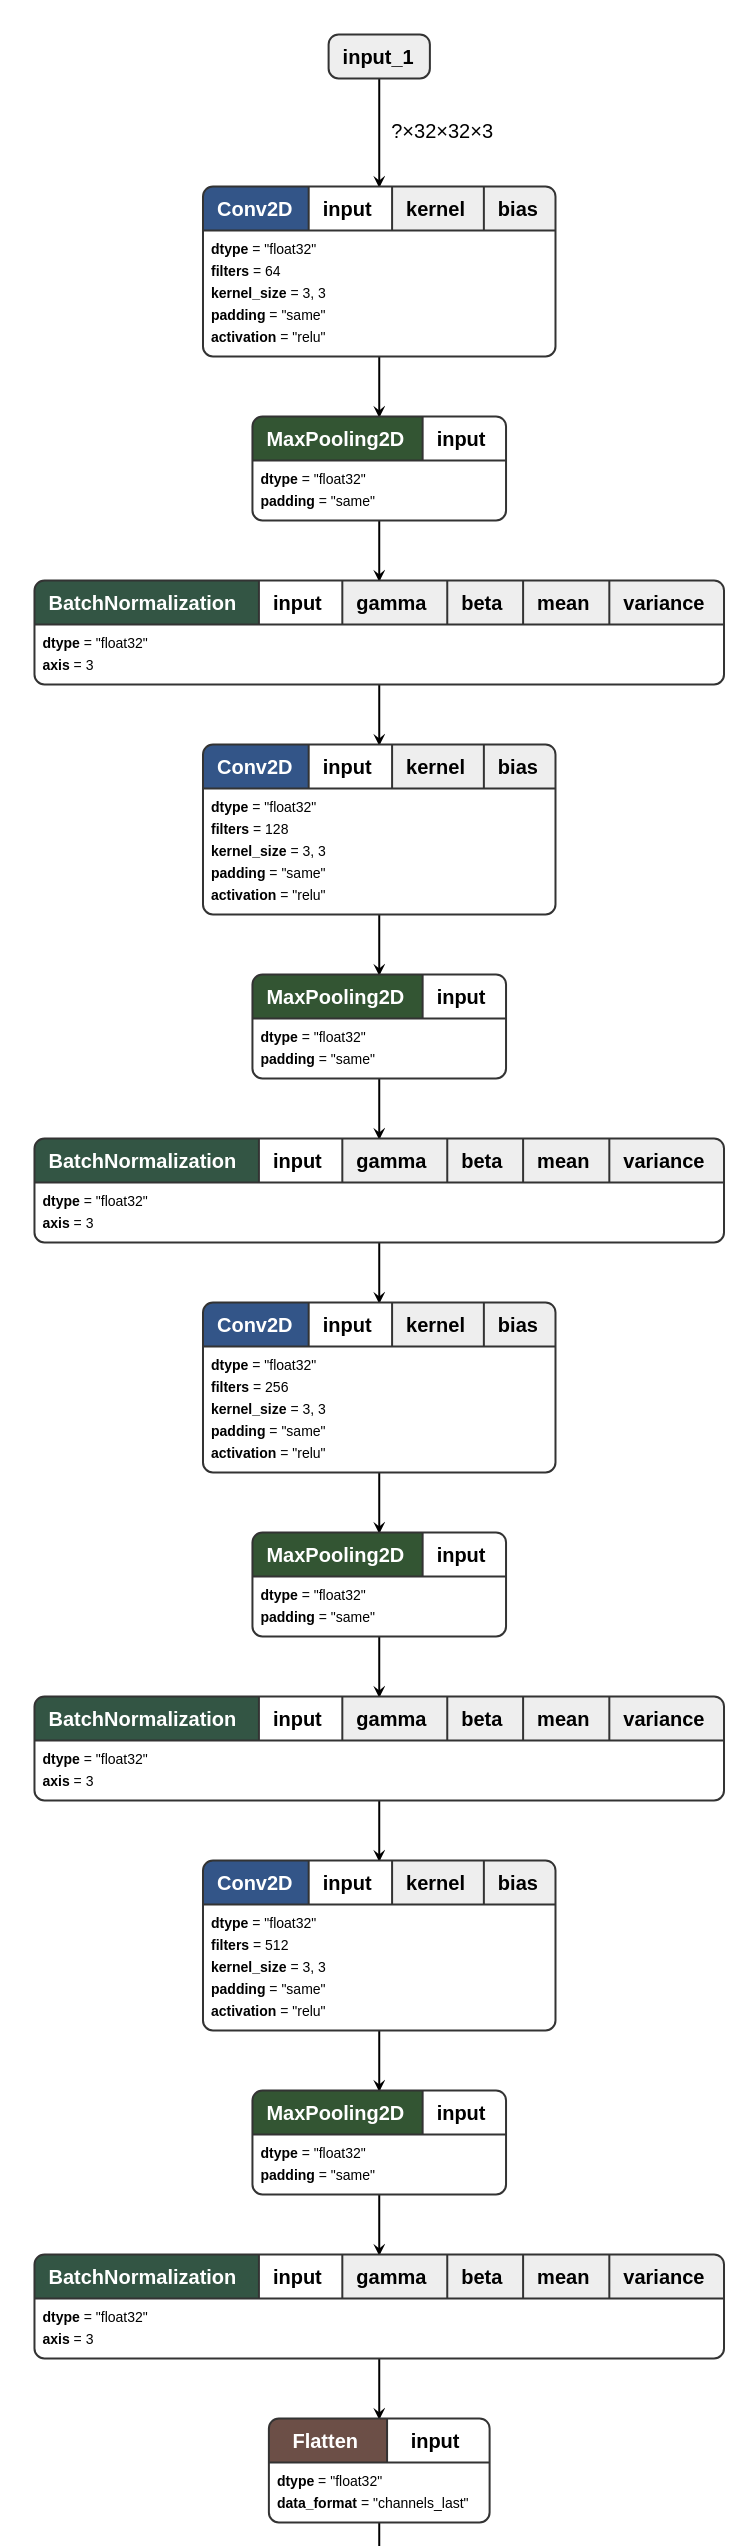 input_1
?×32×32×3
Conv2D input kernel bias
dtype = "float32"
filters = 64
kernel_size = 3, 3
padding = "same"
activation = "relu"
MaxPooling2D input
dtype = "float32"
padding = "same"
BatchNormalization input gamma beta mean variance
dtype = "float32"
axis = 3
Conv2D input kernel bias
dtype = "float32"
filters = 128
kernel_size = 3, 3
padding = "same"
activation = "relu"
MaxPooling2D input
dtype = "float32"
padding = "same"
BatchNormalization input gamma beta mean variance
dtype = "float32"
axis = 3
Conv2D input kernel bias
dtype = "float32"
filters = 256
kernel_size = 3, 3
padding = "same"
activation = "relu"
MaxPooling2D input
dtype = "float32"
padding = "same"
BatchNormalization input gamma beta mean variance
dtype = "float32"
axis = 3
Conv2D input kernel bias
dtype = "float32"
filters = 512
kernel_size = 3, 3
padding = "same"
activation = "relu"
MaxPooling2D input
dtype = "float32"
padding = "same"
BatchNormalization input gamma beta mean variance
dtype = "float32"
axis = 3
Flatten input
dtype = "float32"
data_format = "channels_last"